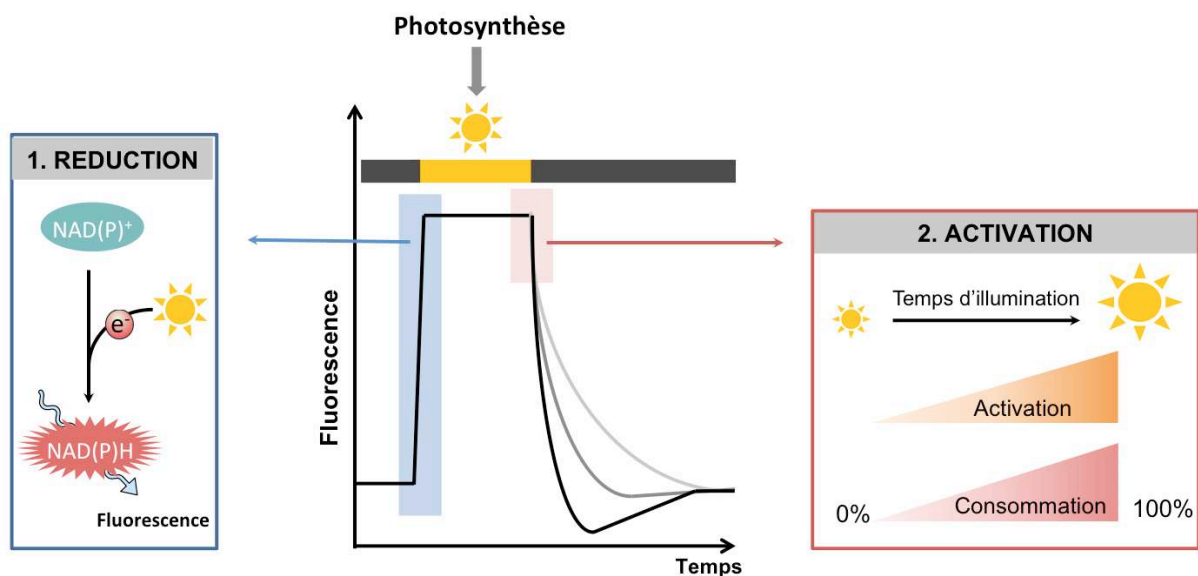 Photosynthèse
1. REDUCTION
NAD(P)+
e-
NAD(P)H
Fluorescence
Fluorescence
Temps
2. ACTIVATION
Temps d'illumination
Activation
Consommation
0%
100%